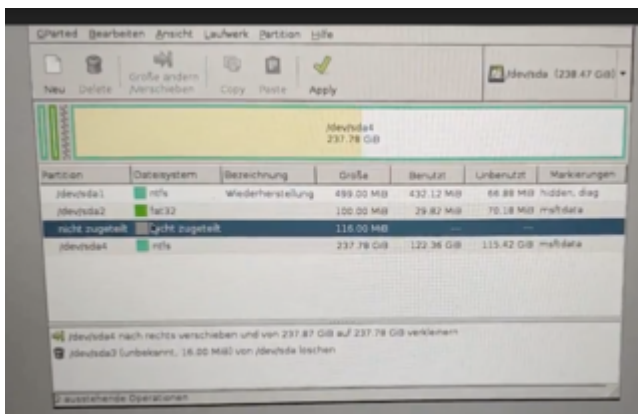 GParted Bearbeiten Ansicht Laufwerk Partition Hilfe
Neu Delete Größe ändern /Verschieben Copy Paste Apply /dev/sda (238.47 GiB)
/dev/sda4
237.78 GiB
Partition Dateisystem Bezeichnung Größe Benutzt Unbenutzt Markierungen
/dev/sda1 ntfs Wiederherstellung 499.00 MiB 432.12 MiB 66.88 MiB hidden, diag
/dev/sda2 fat32 100.00 MiB 29.82 MiB 70.18 MiB msftdata
nicht zugeteilt nicht zugeteilt 116.00 MiB --- ---
/dev/sda4 ntfs 237.78 GiB 122.36 GiB 115.42 GiB msftdata
/dev/sda4 nach rechts verschieben und von 237.87 GiB auf 237.78 GiB verkleinern
/dev/sda3 (unbekannt, 16.00 MiB) von /dev/sda löschen
2 ausstehende Operationen